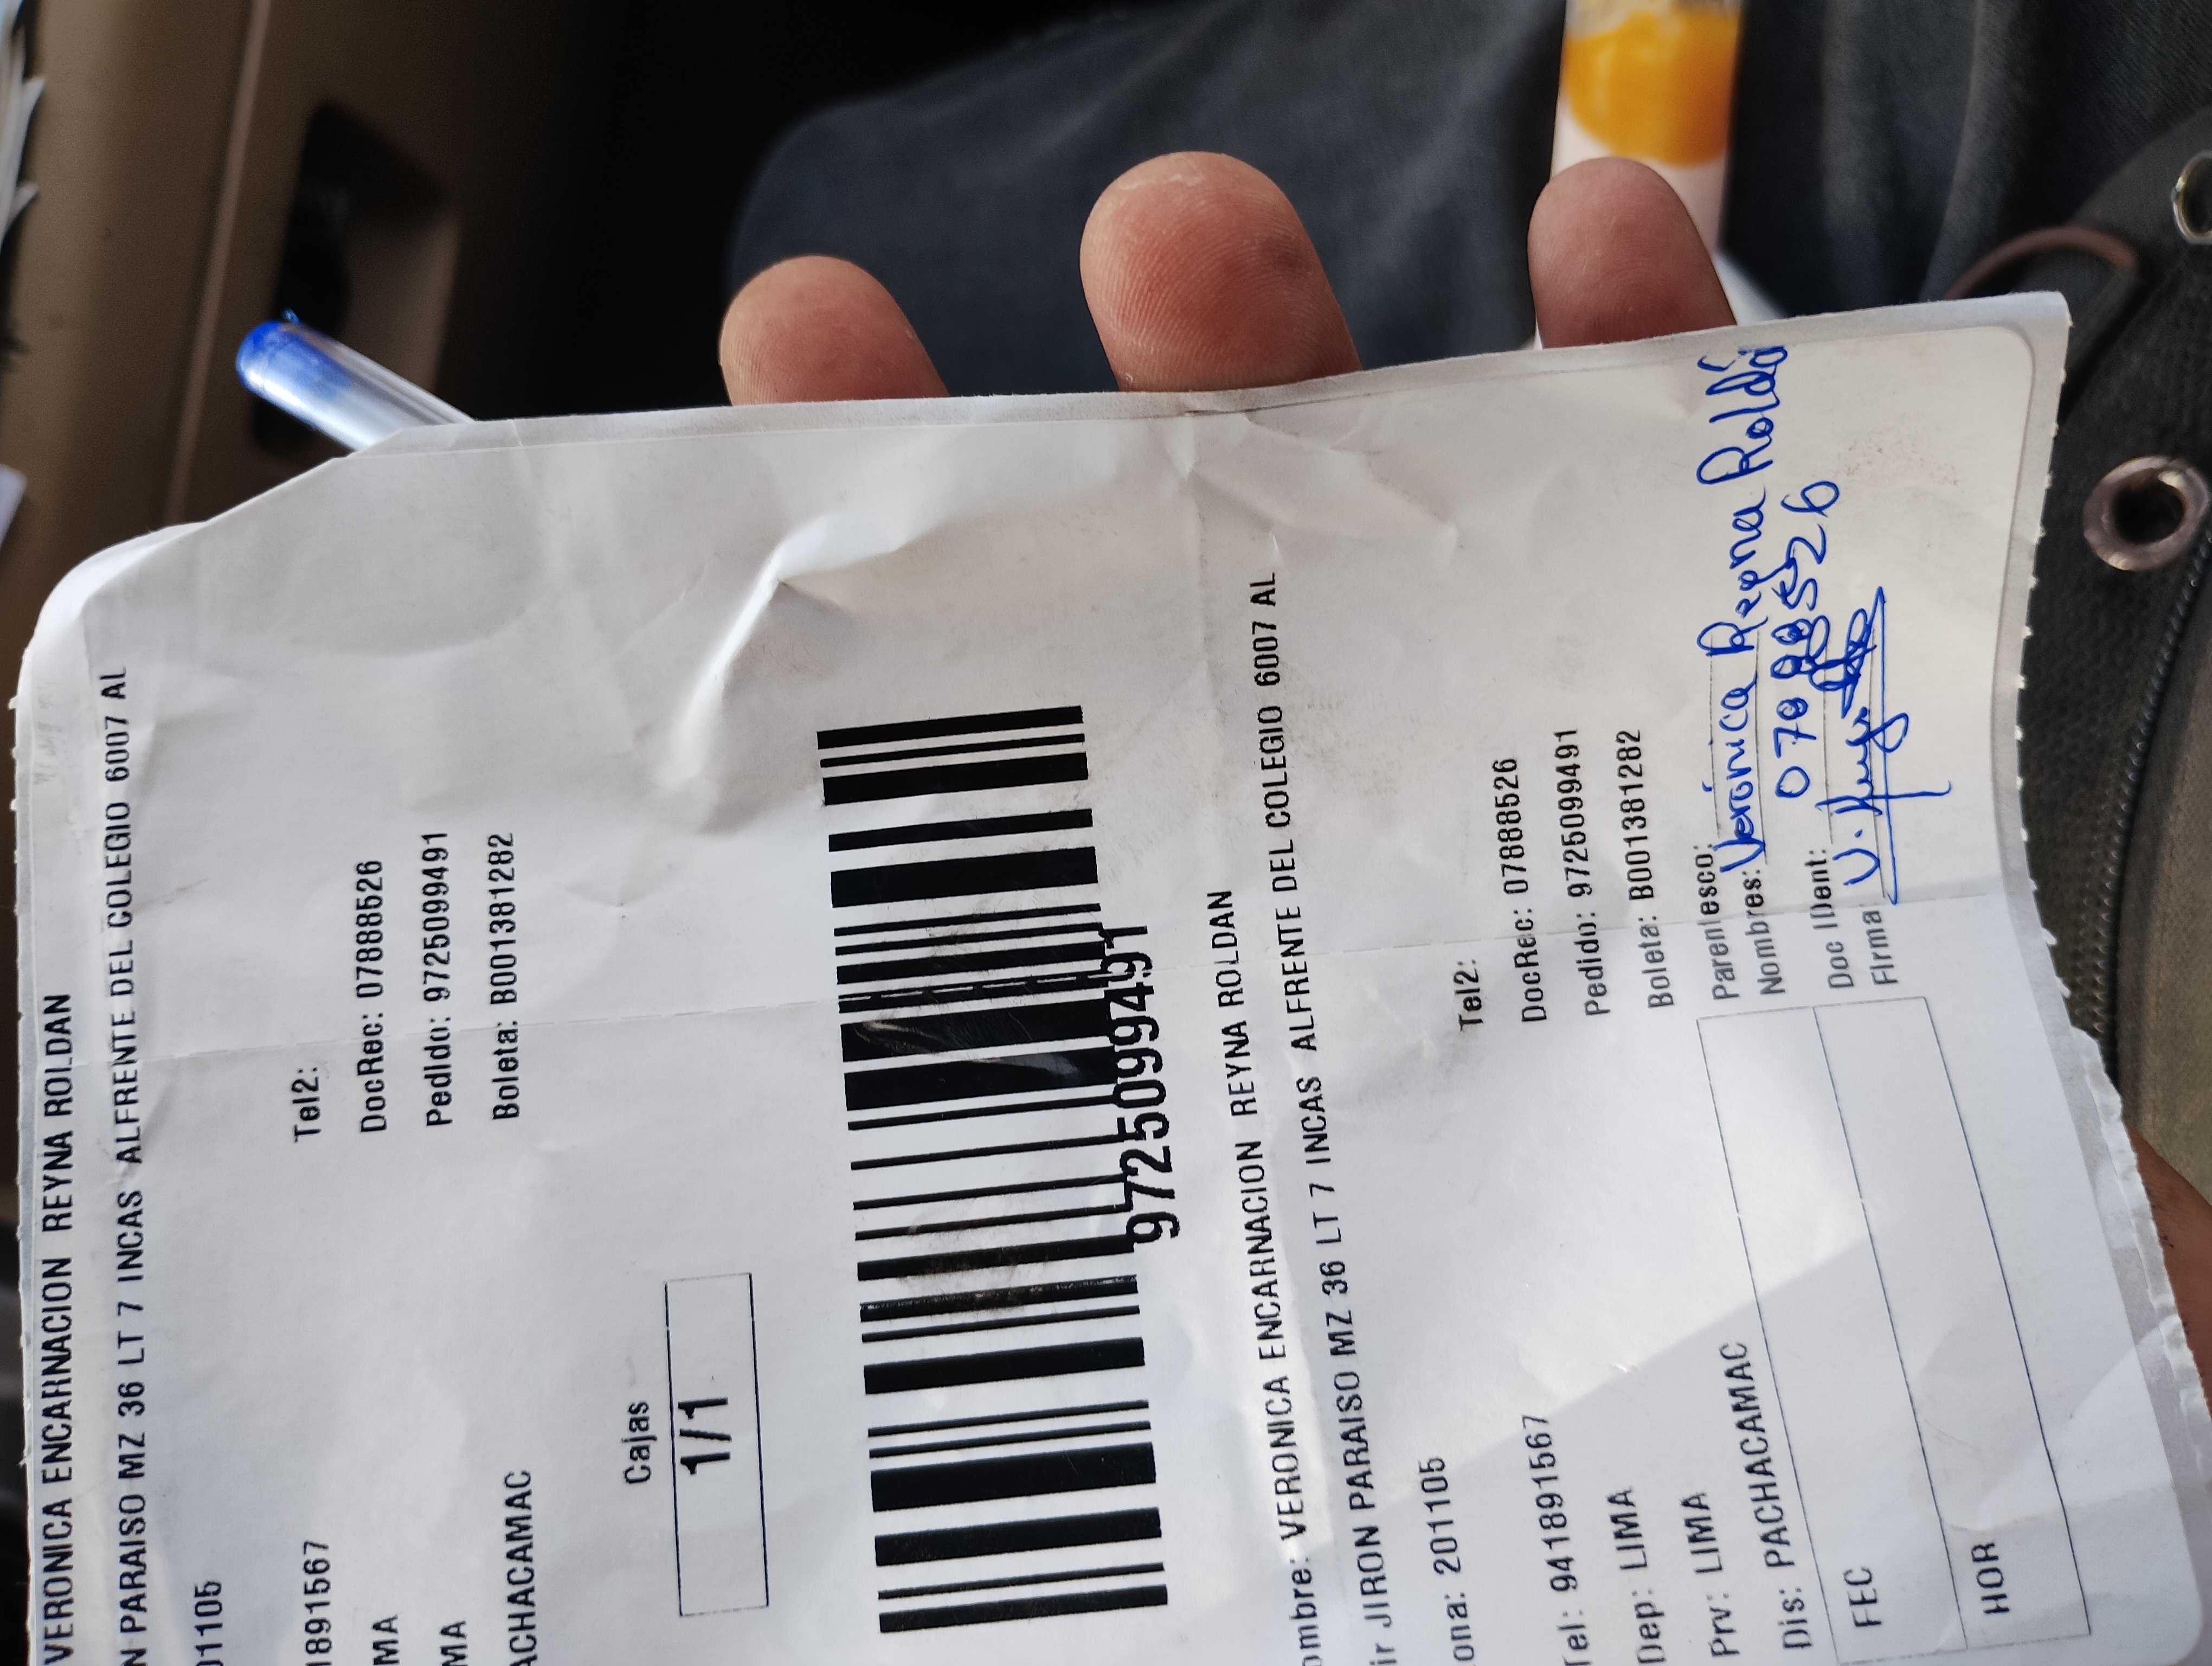 VERONICA ENCARNACION REYNA ROLDAN
N PARAISO MZ 36 LT 7 INCAS ALFRENTE DEL COLEGIO 6007 AL
01105
Tel2:
1891567
DocRec: 07888526
MA
Pedido: 9725099491
MA
Boleta: B001381282
ACHACAMAC
Cajas
1/1
9725099491
ombre: VERONICA ENCARNACION REYNA ROLDAN
ir JIRON PARAISO MZ 36 LT 7 INCAS ALFRENTE DEL COLEGIO 6007 AL
ona: 201105
Tel2:
Tel: 941891567
DocRec: 07888526
Dep: LIMA
Pedido: 9725099491
Prv: LIMA
Boleta: B001381282
Dis: PACHACAMAC
Parentesco:
Nombres: Verónica Reyna Roldá
07888526
Doc IDent:
Firma:
FEC
HOR